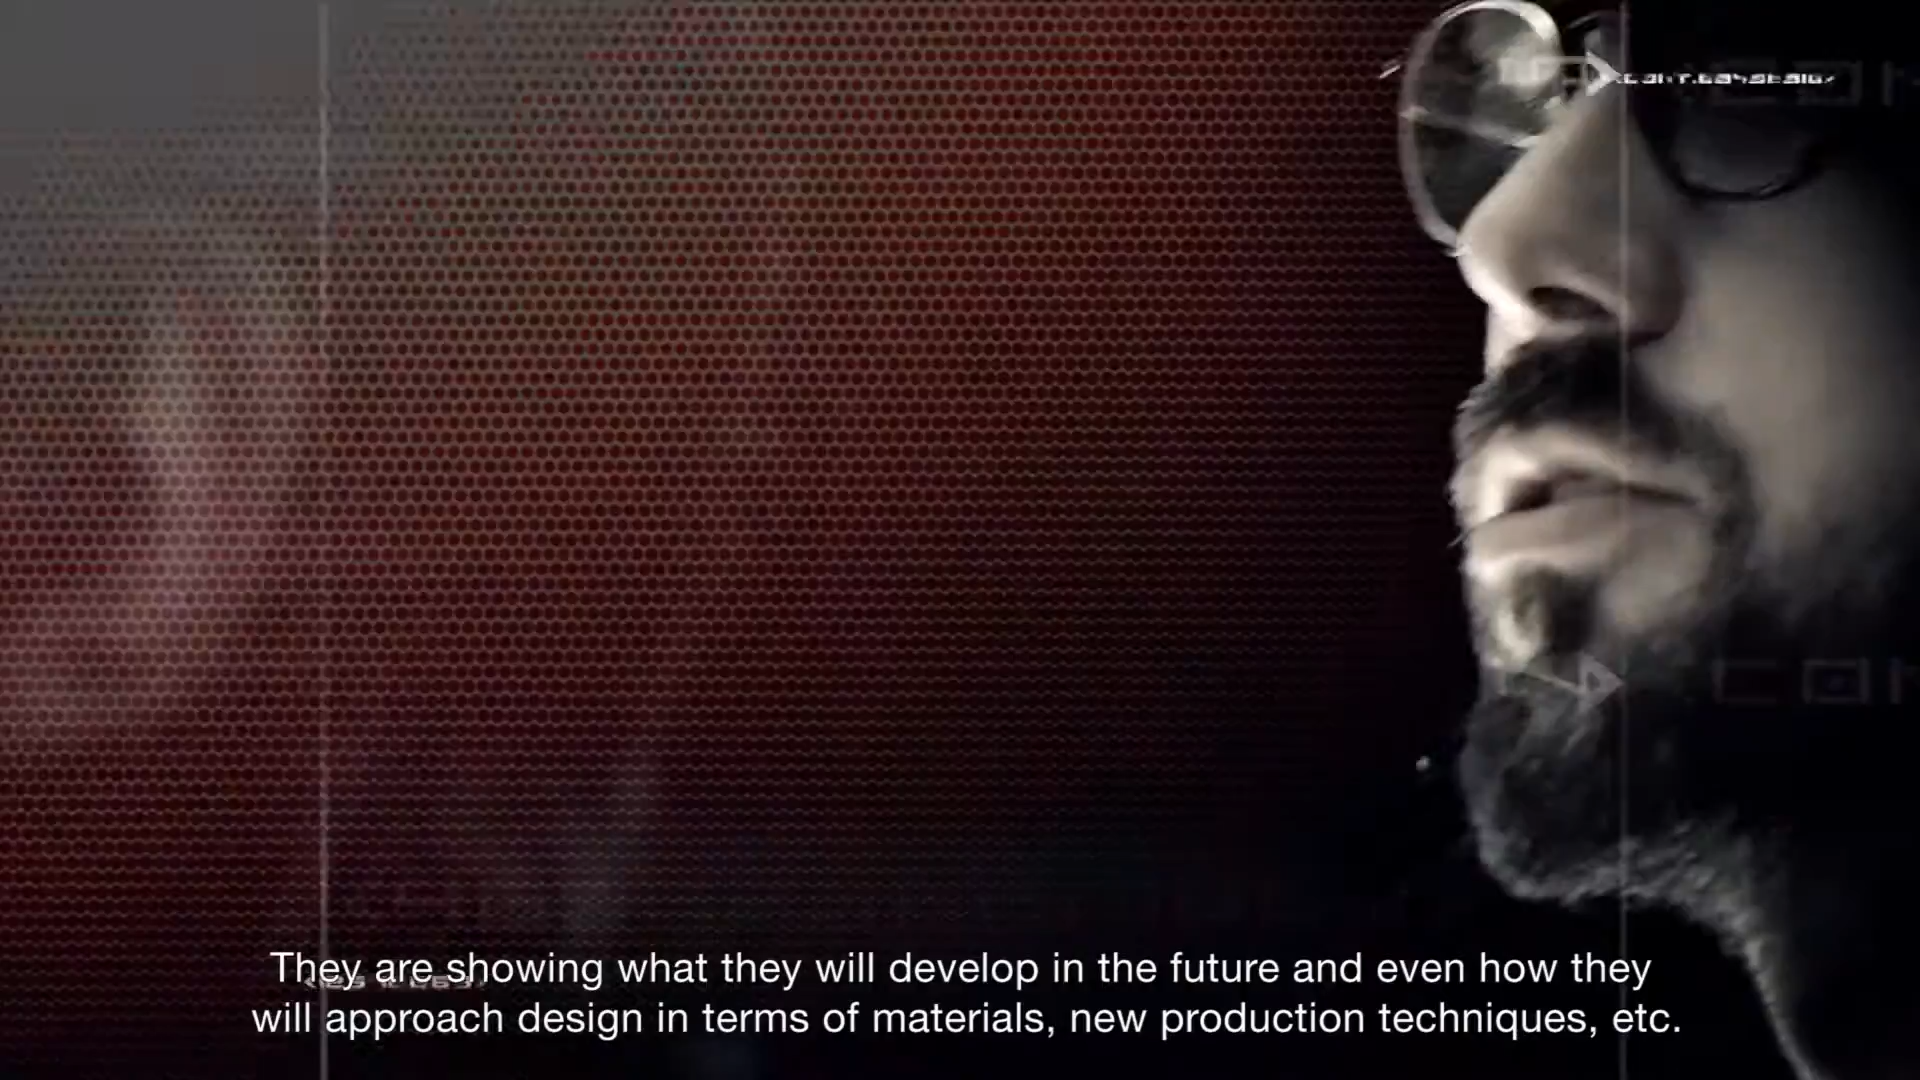 They are showing what they will develop in the future and even how they
will approach design in terms of materials, new production techniques, etc.